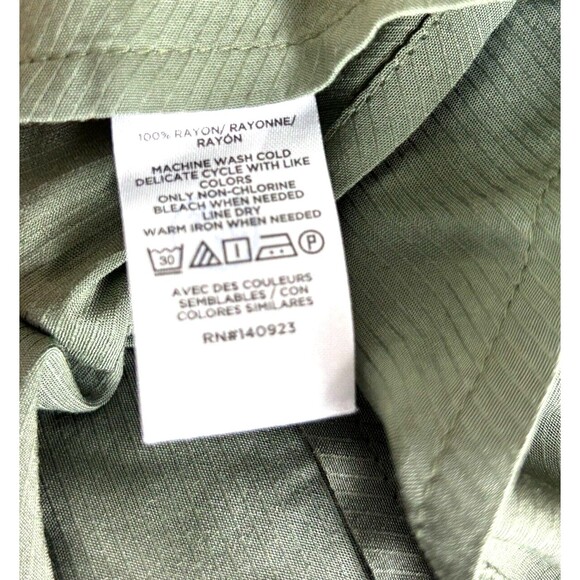 100% RAYON/ RAYONNE/
RAYÓN
MACHINE WASH COLD
DELICATE CYCLE WITH LIKE
COLORS
ONLY NON-CHLORINE
BLEACH WHEN NEEDED
LINE DRY
WARM IRON WHEN NEEDED
30 P
AVEC DES COULEURS
SEMBLABLES / CON
COLORES SIMILARES
RN#140923